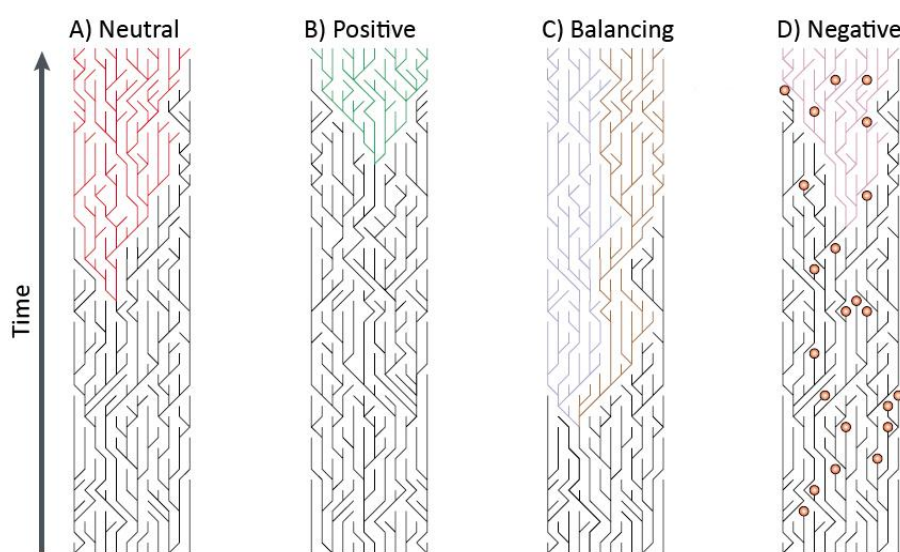 A) Neutral
B) Positive
C) Balancing
D) Negative
Time